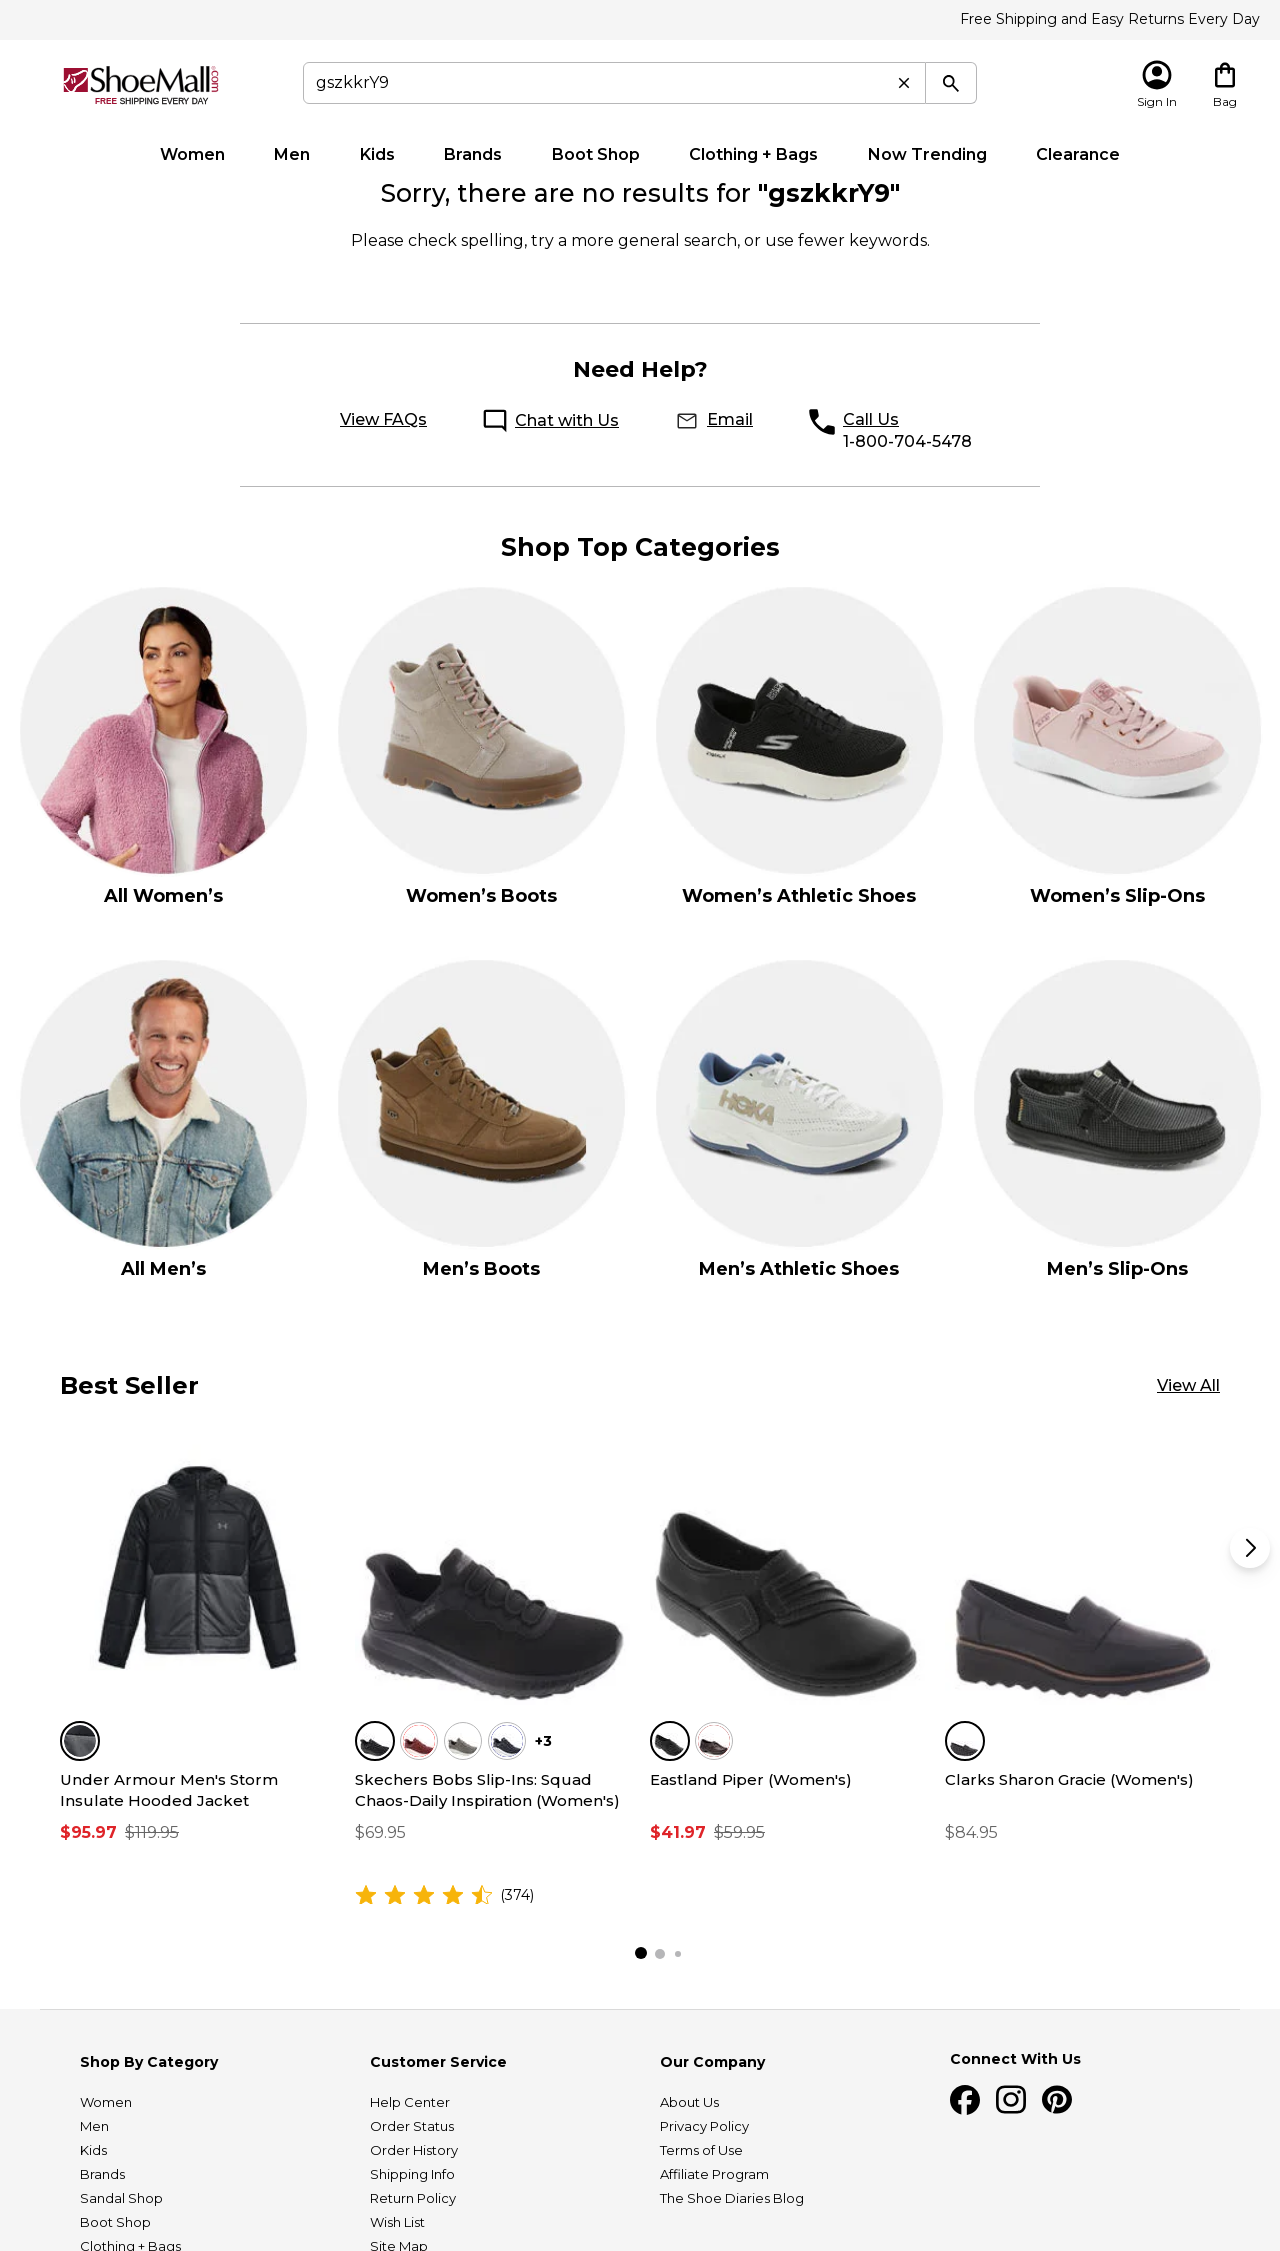 Free Shipping and Easy Returns Every Day
ShoeMall.com
FREE SHIPPING EVERY DAY
gszkkrY9
Sign In
Bag
Women Men Kids Brands Boot Shop Clothing + Bags Now Trending Clearance
Sorry, there are no results for "gszkkrY9"
Please check spelling, try a more general search, or use fewer keywords.
Need Help?
View FAQs Chat with Us Email Call Us
1-800-704-5478
Shop Top Categories
All Women’s Women’s Boots Women’s Athletic Shoes Women’s Slip-Ons
HOKA
All Men’s Men’s Boots Men’s Athletic Shoes Men’s Slip-Ons
Best Seller
View All
+3
Under Armour Men's Storm Insulate Hooded Jacket
$95.97 $119.95
Skechers Bobs Slip-Ins: Squad Chaos-Daily Inspiration (Women's)
$69.95
(374)
Eastland Piper (Women's)
$41.97 $59.95
Clarks Sharon Gracie (Women's)
$84.95
Shop By Category
Women
Men
Kids
Brands
Sandal Shop
Boot Shop
Clothing + Bags
Customer Service
Help Center
Order Status
Order History
Shipping Info
Return Policy
Wish List
Site Map
Our Company
About Us
Privacy Policy
Terms of Use
Affiliate Program
The Shoe Diaries Blog
Connect With Us